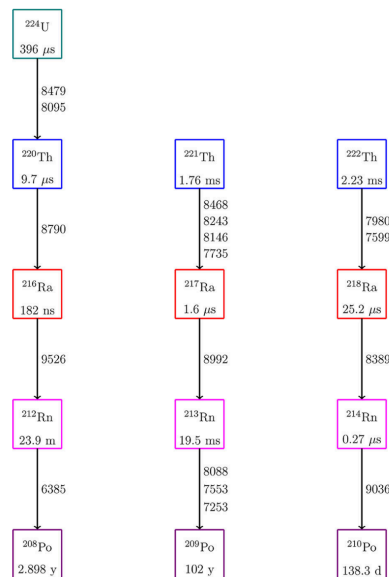 ²²⁴U
396 μs
8479
8095
²²⁰Th
9.7 μs
²²¹Th
1.76 ms
²²²Th
2.23 ms
8790
8468
8243
8146
7735
7980
7599
²¹⁶Ra
182 ns
²¹⁷Ra
1.6 μs
²¹⁸Ra
25.2 μs
9526
8992
8389
²¹²Rn
23.9 m
²¹³Rn
19.5 ms
²¹⁴Rn
0.27 μs
6385
8088
7553
7253
9036
²⁰⁸Po
2.898 y
²⁰⁹Po
102 y
²¹⁰Po
138.3 d